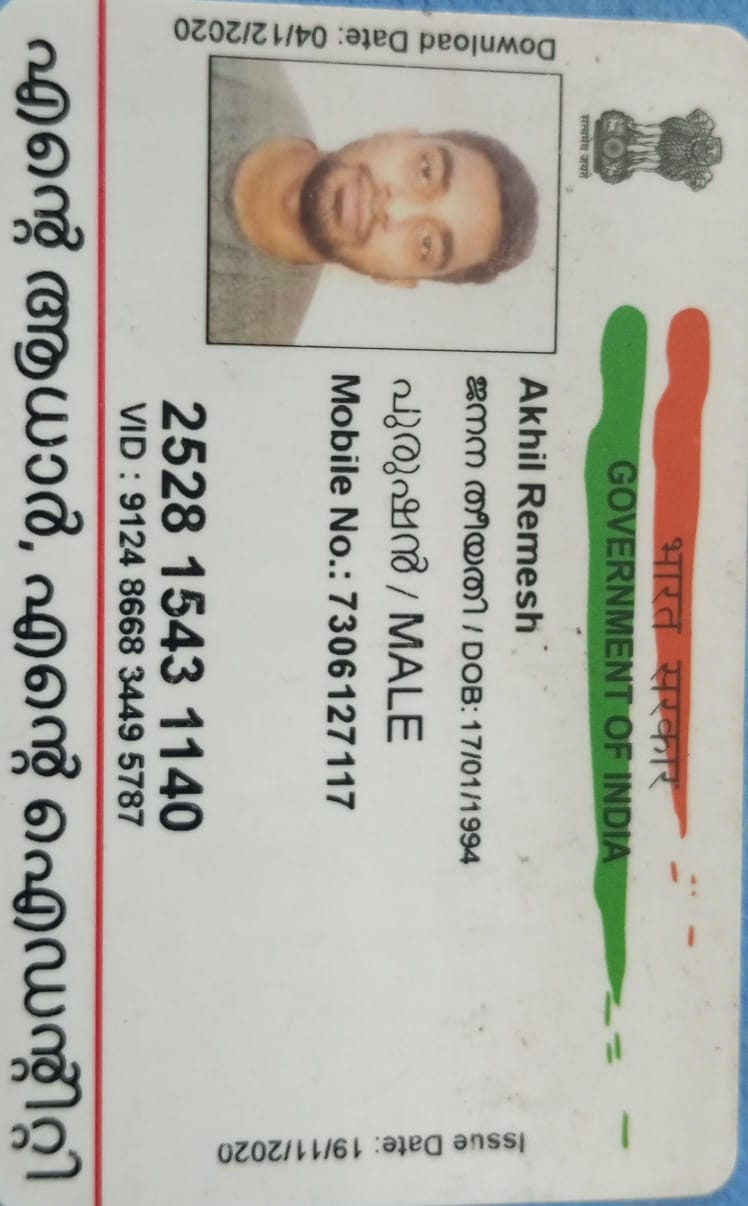 भारत सरकार
GOVERNMENT OF INDIA
सत्यमेव जयते
Download Date: 04/12/2020
Issue Date: 19/11/2020
Akhil Remesh
ജനന തീയതി / DOB: 17/01/1994
പുരുഷൻ / MALE
Mobile No.: 7306127117
2528 1543 1140
VID : 9124 8668 3449 5787
എന്റെ ആധാർ, എന്റെ ഐഡന്റിറ്റി